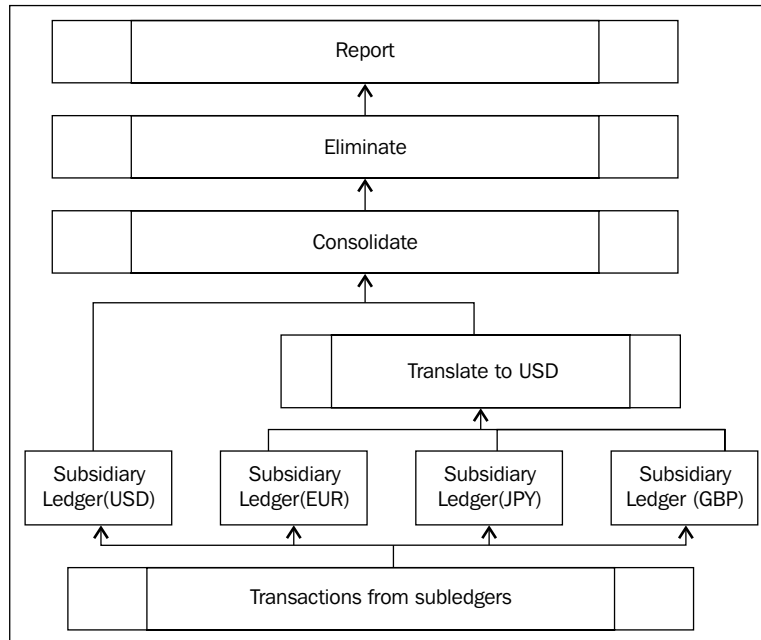 Report
Eliminate
Consolidate
Translate to USD
Subsidiary
Ledger(USD)
Subsidiary
Ledger(EUR)
Subsidiary
Ledger(JPY)
Subsidiary
Ledger (GBP)
Transactions from subledgers